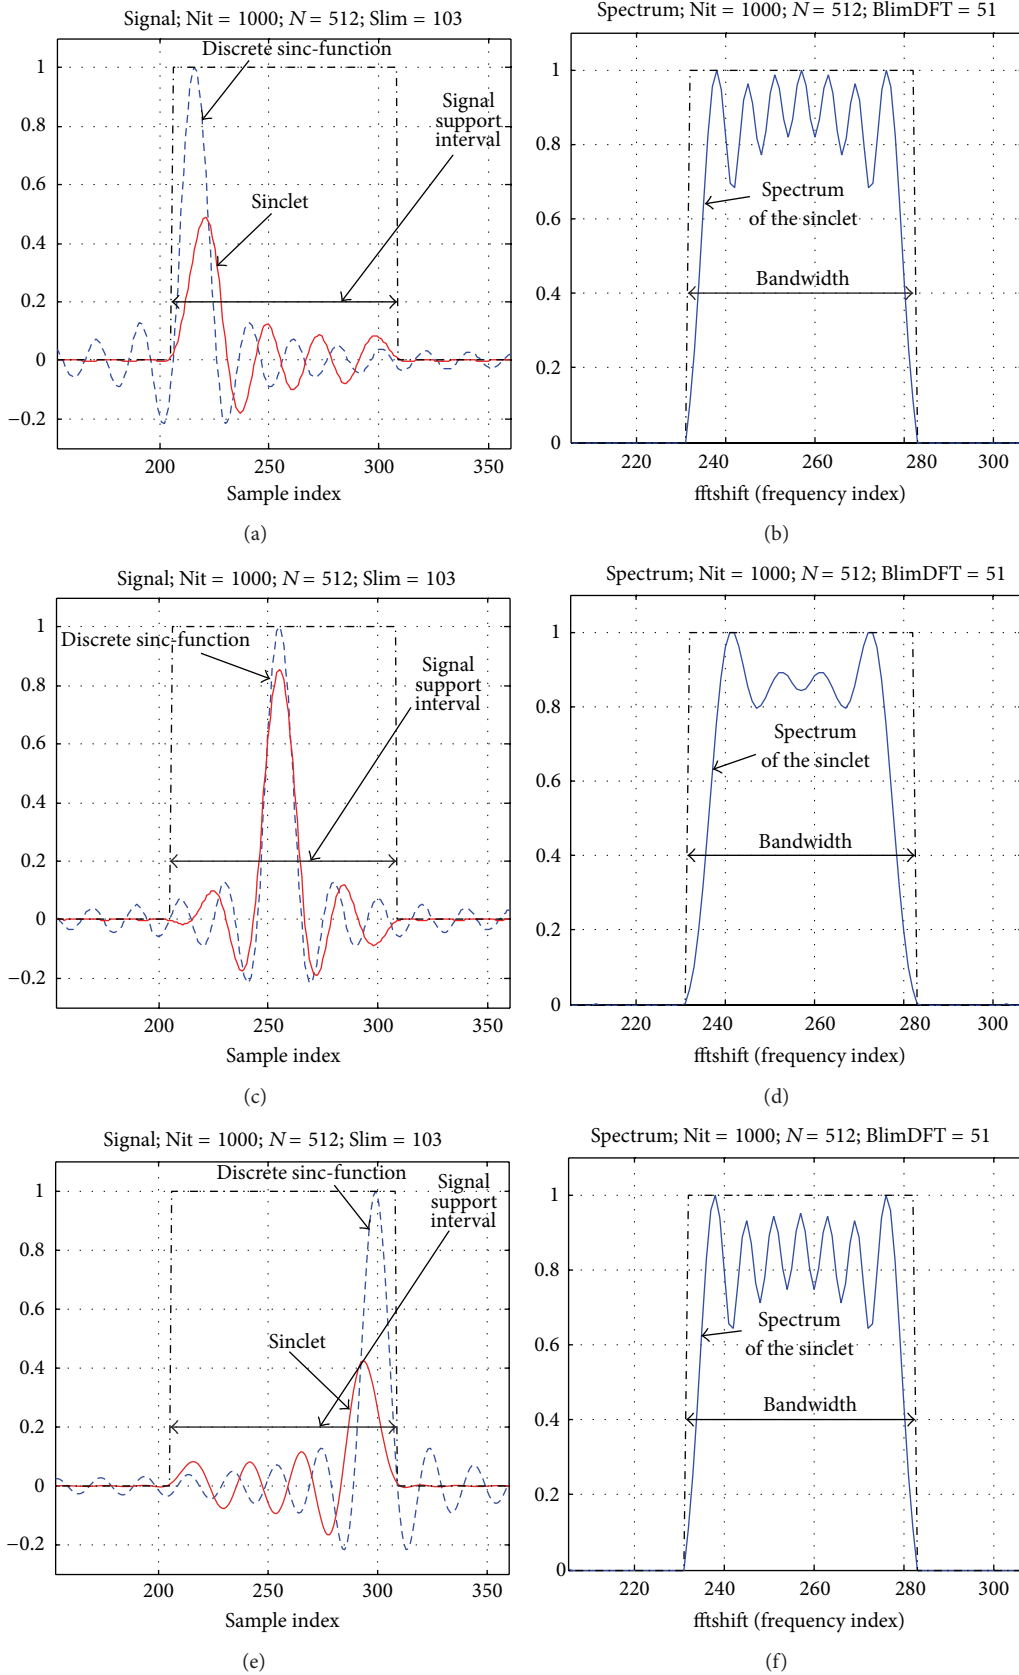 Signal; Nit = 1000; N = 512; Slim = 103
Discrete sinc-function
Signal
support
interval
Sinclet
1
0.8
0.6
0.4
0.2
0
−0.2
200
250
300
350
Sample index
(a)
Spectrum; Nit = 1000; N = 512; BlimDFT = 51
1
0.8
0.6
0.4
0.2
0
Spectrum
of the sinclet
Bandwidth
220
240
260
280
300
fftshift (frequency index)
(b)
Signal; Nit = 1000; N = 512; Slim = 103
Discrete sinc-function
Signal
support
interval
1
0.8
0.6
0.4
0.2
0
−0.2
200
250
300
350
Sample index
(c)
Spectrum; Nit = 1000; N = 512; BlimDFT = 51
1
0.8
0.6
0.4
0.2
0
Spectrum
of the sinclet
Bandwidth
220
240
260
280
300
fftshift (frequency index)
(d)
Signal; Nit = 1000; N = 512; Slim = 103
Discrete sinc-function
Signal
support
interval
Sinclet
1
0.8
0.6
0.4
0.2
0
−0.2
200
250
300
350
Sample index
(e)
Spectrum; Nit = 1000; N = 512; BlimDFT = 51
1
0.8
0.6
0.4
0.2
0
Spectrum
of the sinclet
Bandwidth
220
240
260
280
300
fftshift (frequency index)
(f)